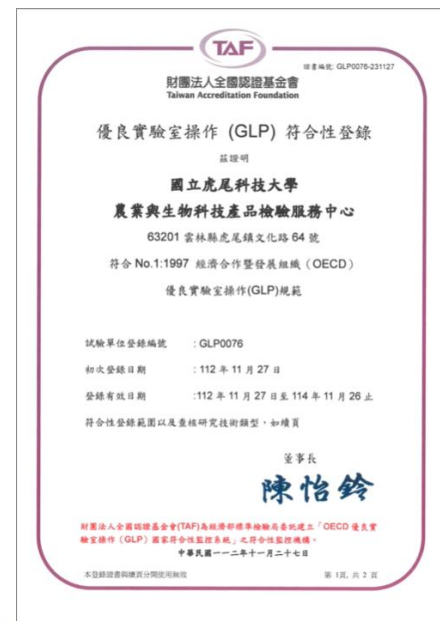 TAF
證書編號: GLP0076-231127
財團法人全國認證基金會
Taiwan Accreditation Foundation
優良實驗室操作 (GLP) 符合性登錄
茲證明
國立虎尾科技大學
農業與生物科技產品檢驗服務中心
63201 雲林縣虎尾鎮文化路 64 號
符合 No.1:1997 經濟合作暨發展組織（OECD）
優良實驗室操作(GLP)規範
試驗單位登錄編號 : GLP0076
初次登錄日期 : 112 年 11 月 27 日
登錄有效日期 :112 年 11 月 27 日至 114 年 11 月 26 止
符合性登錄範圍以及查核研究技術類型，如續頁
董事長
陳怡鈴
財團法人全國認證基金會(TAF)為經濟部標準檢驗局委託建立「OECD 優良實
驗室操作（GLP）國家符合性監控系統」之符合性監控機構。
中華民國一一二年十一月二十七日
本登錄證書與續頁分開使用無效 第 1頁, 共 2 頁